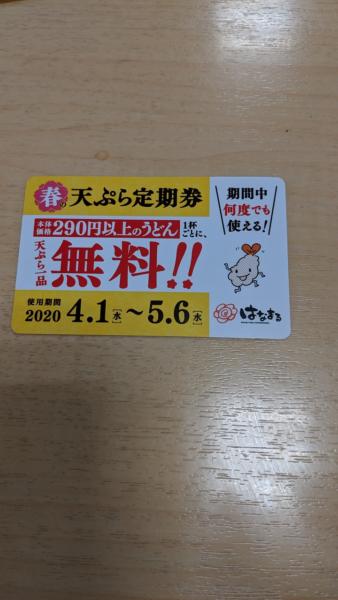 春の天ぷら定期券
本体価格290円以上のうどん1杯ごとに、
天ぷら一品
無料!!
使用期間
2020 4.1[水]~5.6[水]
期間中
何度でも
使える!
はなまる